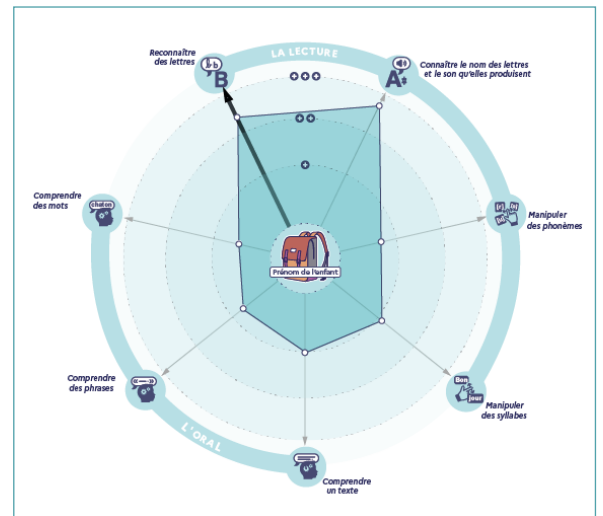 LA LECTURE
Reconnaître
des lettres
b
B
A
Connaître le nom des lettres
et le son qu'elles produisent
Comprendre
des mots
chaton
Manipuler
des phonèmes
Prénom de l'enfant
Comprendre
des phrases
Bon
jour
Manipuler
des syllabes
L'ORAL
Comprendre
un texte